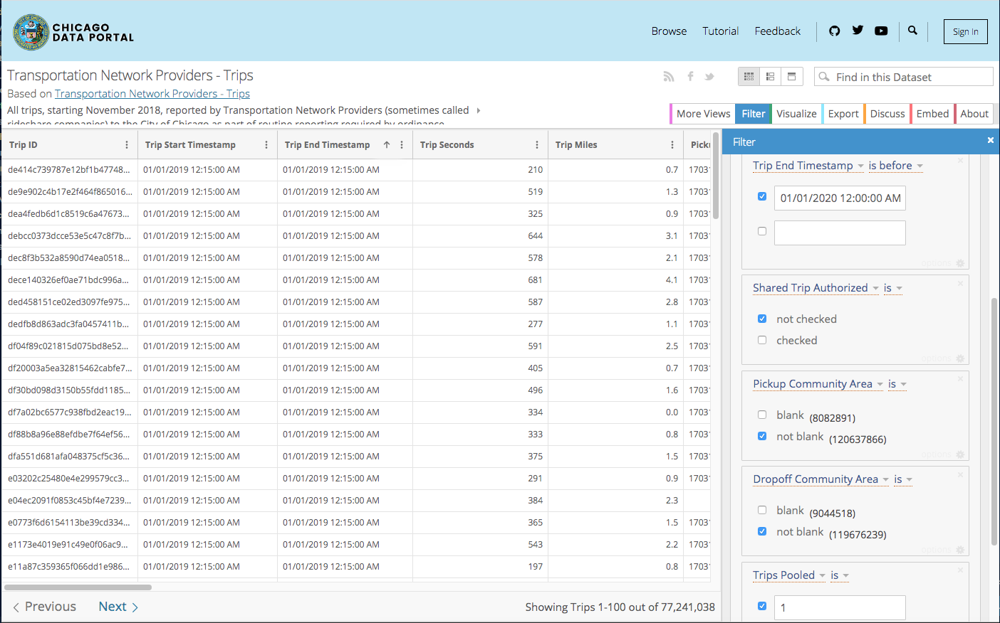 CHICAGO
DATA PORTAL
Browse Tutorial Feedback Sign In
Transportation Network Providers - Trips
Based on Transportation Network Providers - Trips
All trips, starting November 2018, reported by Transportation Network Providers (sometimes called
rideshare companies) to the City of Chicago as part of routine reporting required by ordinance.
Find in this Dataset
More Views Filter Visualize Export Discuss Embed About
Trip ID Trip Start Timestamp Trip End Timestamp Trip Seconds Trip Miles Picku
de414c739787e12bf1b47748... 01/01/2019 12:15:00 AM 01/01/2019 12:15:00 AM 210 0.7 17031
de9e902c4b17e2f464f865016... 01/01/2019 12:15:00 AM 01/01/2019 12:15:00 AM 519 1.3 17031
dea4fedb6d1c8519c6a47673... 01/01/2019 12:15:00 AM 01/01/2019 12:15:00 AM 325 0.9 17031
debcc0373dcce53e5c47c8f7b... 01/01/2019 12:15:00 AM 01/01/2019 12:15:00 AM 644 3.1 17031
dec8f3b532a8590d74ea0518... 01/01/2019 12:15:00 AM 01/01/2019 12:15:00 AM 578 2.1 17031
dece140326ef0ae71bdc996a... 01/01/2019 12:15:00 AM 01/01/2019 12:15:00 AM 681 4.1 17031
ded458151ce02ed3097fe975... 01/01/2019 12:15:00 AM 01/01/2019 12:15:00 AM 587 2.8 17031
dedfb8d863adc3fa0457411b... 01/01/2019 12:15:00 AM 01/01/2019 12:15:00 AM 277 1.1 17031
df04f89c021815d075bd8e52... 01/01/2019 12:15:00 AM 01/01/2019 12:15:00 AM 591 2.5 17031
df20003a5ea32815462cabfe7... 01/01/2019 12:15:00 AM 01/01/2019 12:15:00 AM 405 0.7 17031
df30bd098d3150b55fdd1185... 01/01/2019 12:15:00 AM 01/01/2019 12:15:00 AM 496 1.6 17031
df7a02bc6577c938fbd2eac19... 01/01/2019 12:15:00 AM 01/01/2019 12:15:00 AM 334 0.0 17031
df88b8a96e88efdbe7f64ef56... 01/01/2019 12:15:00 AM 01/01/2019 12:15:00 AM 333 0.8 17031
dfa551d681afa048375cf5c36... 01/01/2019 12:15:00 AM 01/01/2019 12:15:00 AM 375 1.5 17031
e03202c25480e4e299579cc3... 01/01/2019 12:15:00 AM 01/01/2019 12:15:00 AM 291 0.9 17031
e04ec2091f0853c45bf4e7239... 01/01/2019 12:15:00 AM 01/01/2019 12:15:00 AM 384 2.3
e0773f6d6154113be39cd334... 01/01/2019 12:15:00 AM 01/01/2019 12:15:00 AM 365 1.5 17031
e1173e4019e91c49e0f06ac9... 01/01/2019 12:15:00 AM 01/01/2019 12:15:00 AM 543 2.2 17031
e11a87c359365f066dd1e986... 01/01/2019 12:15:00 AM 01/01/2019 12:15:00 AM 197 0.8 17031
Previous Next Showing Trips 1-100 out of 77,241,038
Filter
Trip End Timestamp is before
01/01/2020 12:00:00 AM
options
Shared Trip Authorized is
not checked
checked
options
Pickup Community Area is
blank (8082891)
not blank (120637866)
options
Dropoff Community Area is
blank (9044518)
not blank (119676239)
options
Trips Pooled is
1